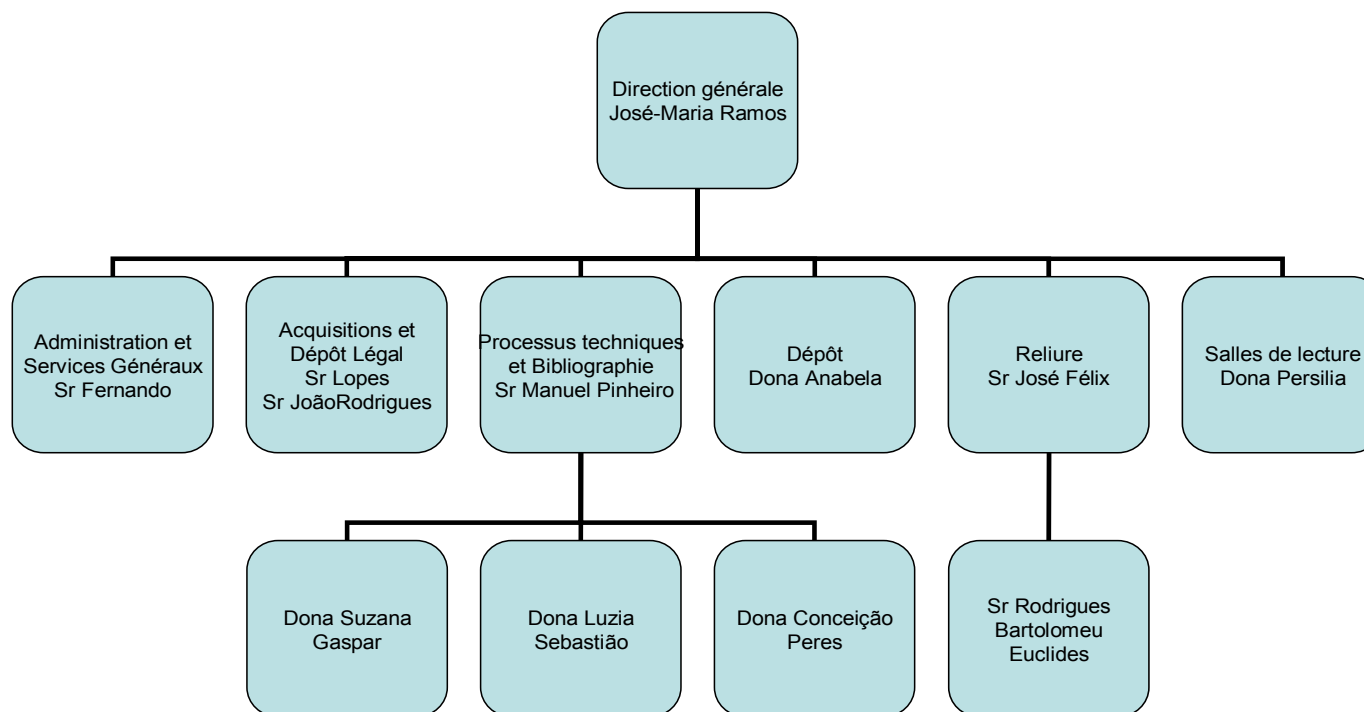 Direction générale
José-Maria Ramos
Administration et
Services Généraux
Sr Fernando
Acquisitions et
Dépôt Légal
Sr Lopes
Sr JoãoRodrigues
Processus techniques
et Bibliographie
Sr Manuel Pinheiro
Dépôt
Dona Anabela
Reliure
Sr José Félix
Salles de lecture
Dona Persilia
Dona Suzana
Gaspar
Dona Luzia
Sebastião
Dona Conceição
Peres
Sr Rodrigues
Bartolomeu
Euclides